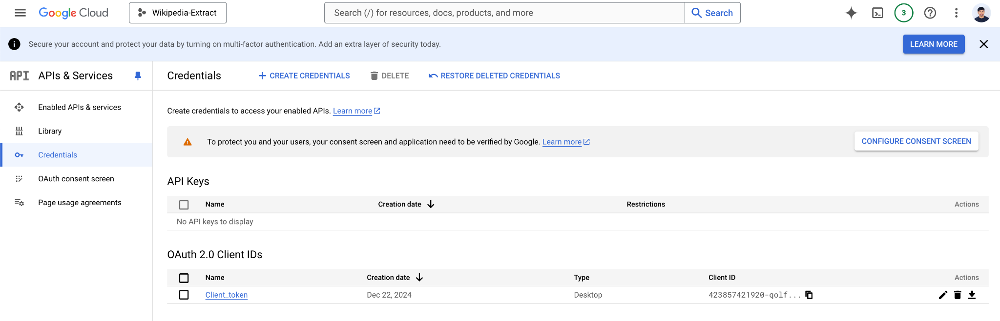 Google Cloud
Wikipedia-Extract
Search (/) for resources, docs, products, and more
Search
3
Secure your account and protect your data by turning on multi-factor authentication. Add an extra layer of security today.
LEARN MORE
API
APIs & Services
Credentials
CREATE CREDENTIALS
DELETE
RESTORE DELETED CREDENTIALS
Enabled APIs & services
Library
Credentials
OAuth consent screen
Page usage agreements
Create credentials to access your enabled APIs. Learn more
To protect you and your users, your consent screen and application need to be verified by Google. Learn more
CONFIGURE CONSENT SCREEN
API Keys
Name Creation date Restrictions Actions
No API keys to display
OAuth 2.0 Client IDs
Name Creation date Type Client ID Actions
Client_token Dec 22, 2024 Desktop 423857421920-qolf...